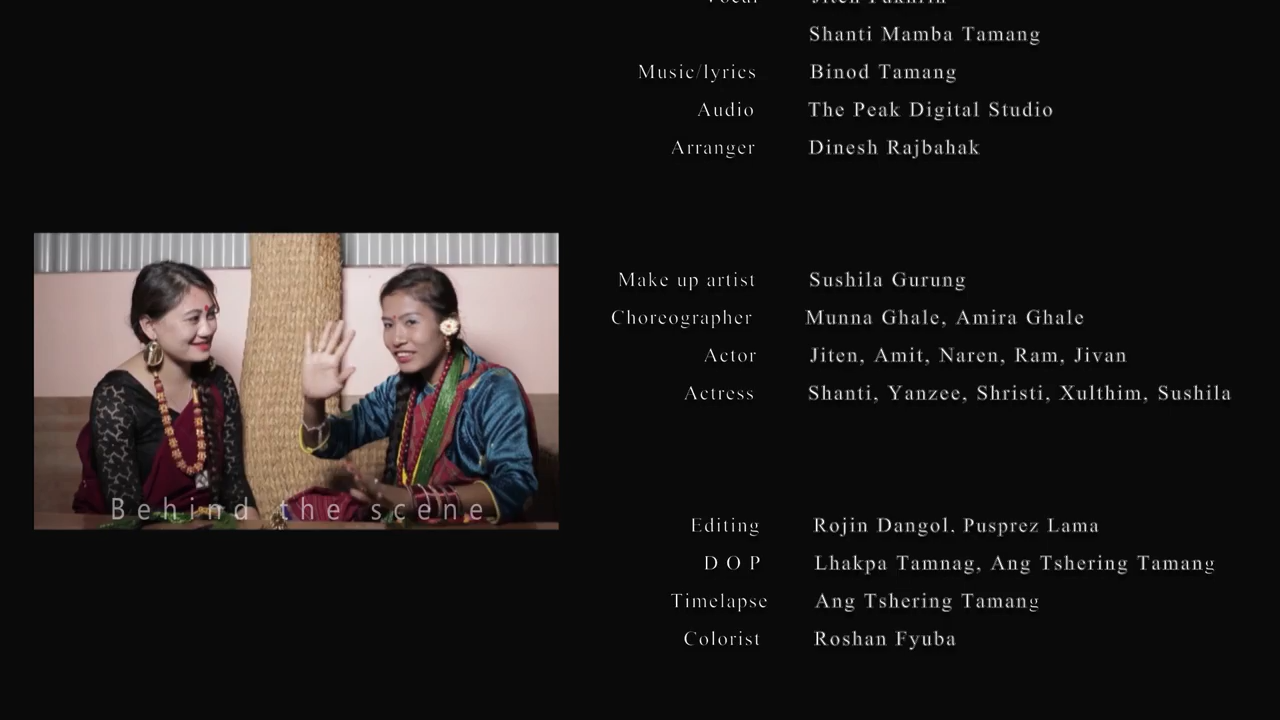 Shanti Mamba Tamang
Music/lyrics Binod Tamang
Audio The Peak Digital Studio
Arranger Dinesh Rajbahak
Make up artist Sushila Gurung
Choreographer Munna Ghale, Amira Ghale
Actor Jiten, Amit, Naren, Ram, Jivan
Actress Shanti, Yanzee, Shristi, Xulthim, Sushila
Behind the scene
Editing Rojin Dangol, Pusprez Lama
D O P Lhakpa Tamnag, Ang Tshering Tamang
Timelapse Ang Tshering Tamang
Colorist Roshan Fyuba